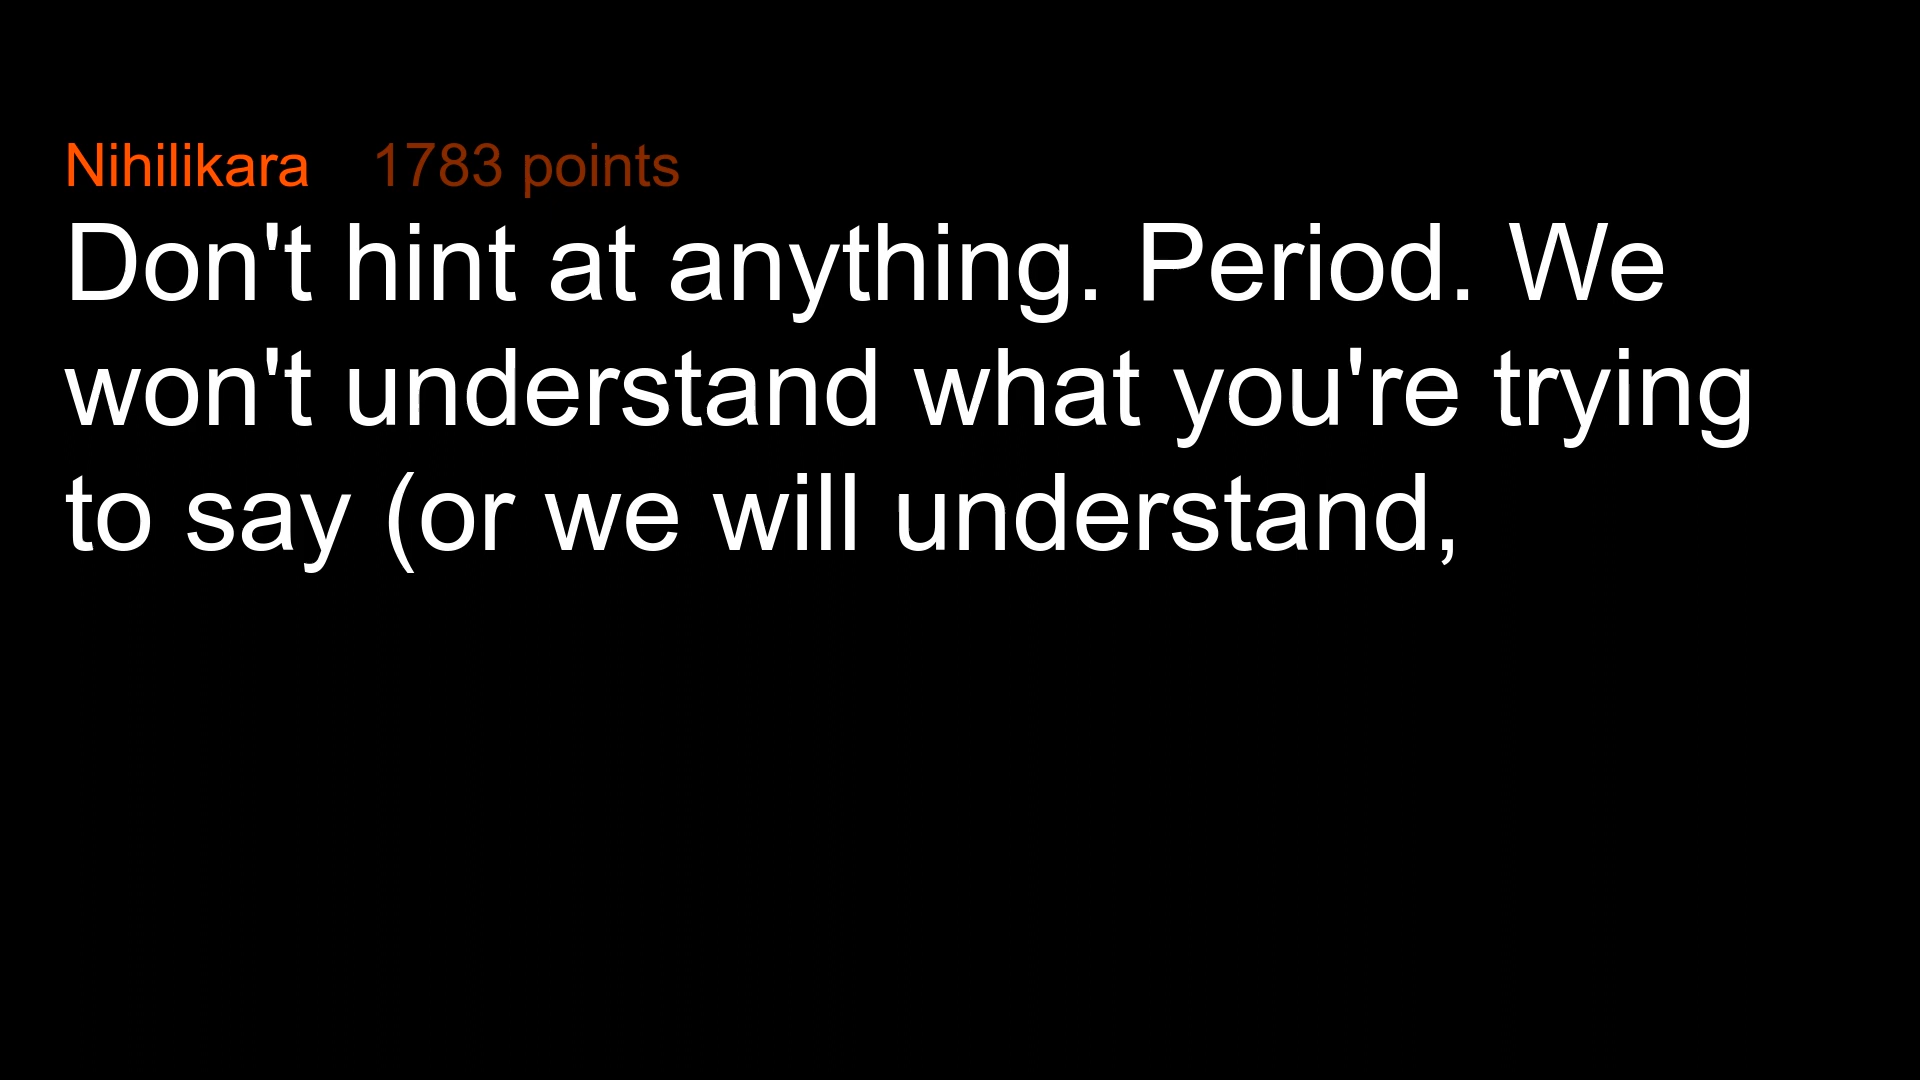 Nihilikara 1783 points
Don't hint at anything. Period. We
won't understand what you're trying
to say (or we will understand,